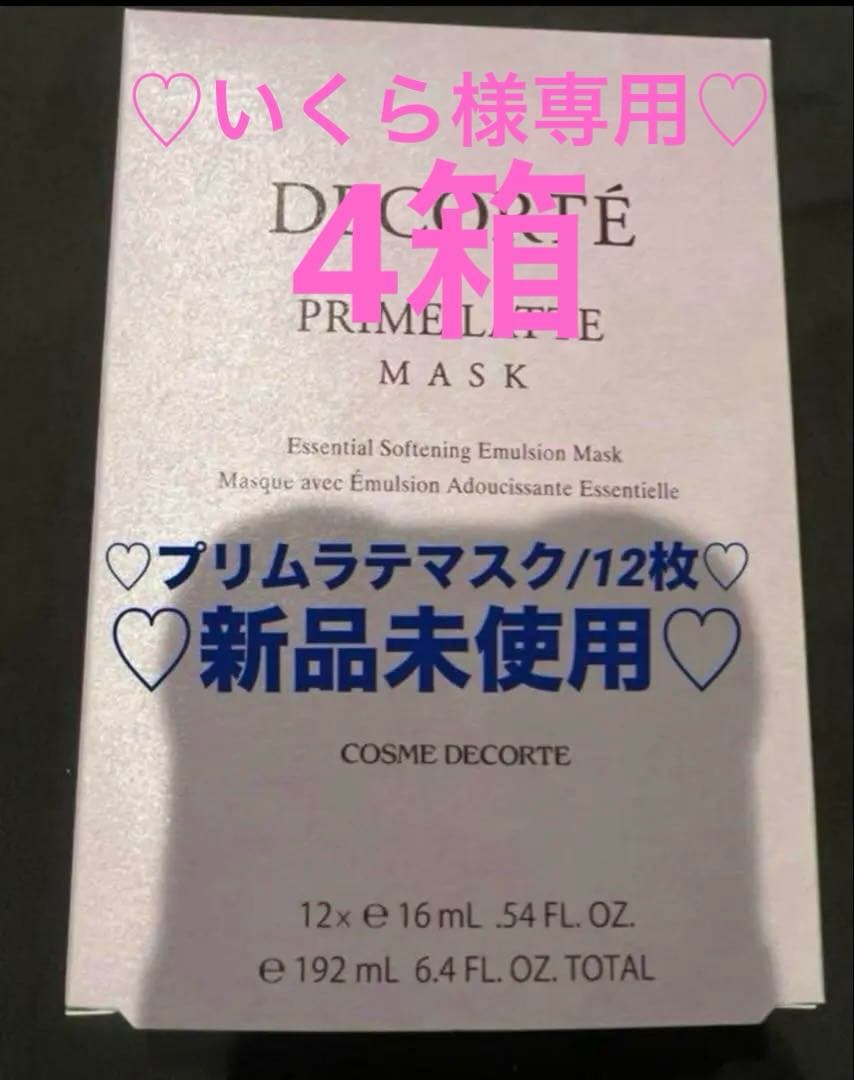 ♡いくら様専用♡
DECORTÉ
4箱
PRIME LATTE
MASK
Essential Softening Emulsion Mask
Masque avec Émulsion Adoucissante Essentielle
♡プリムラテマスク/12枚♡
♡新品未使用♡
COSME DECORTE
12x ℮ 16 mL .54 FL. OZ.
℮ 192 mL 6.4 FL. OZ. TOTAL